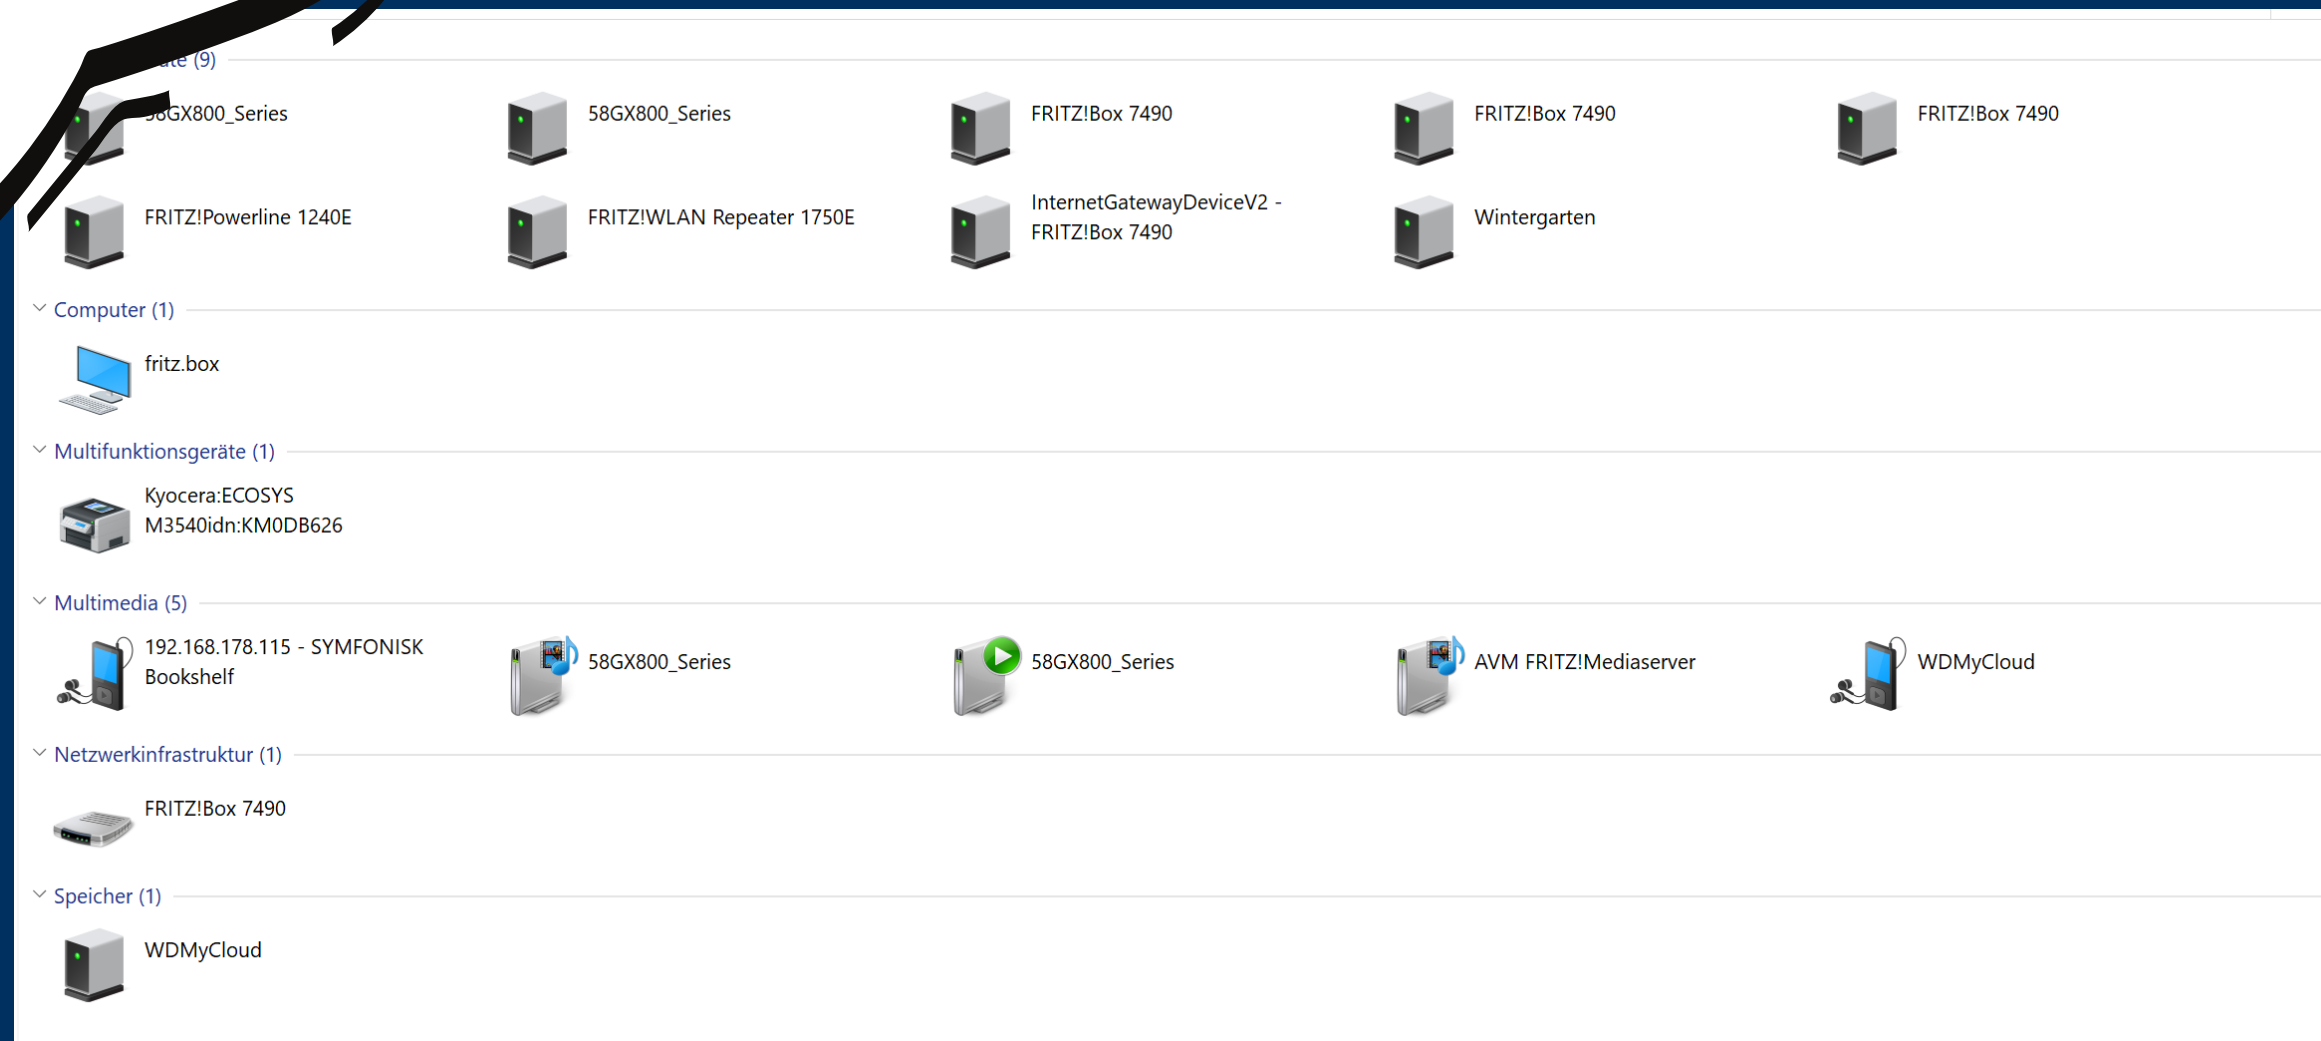 (9)
58GX800_Series
58GX800_Series
FRITZ!Box 7490
FRITZ!Box 7490
FRITZ!Box 7490
FRITZ!Powerline 1240E
FRITZ!WLAN Repeater 1750E
InternetGatewayDeviceV2 -
FRITZ!Box 7490
Wintergarten
Computer (1)
fritz.box
Multifunktionsgeräte (1)
Kyocera:ECOSYS
M3540idn:KM0DB626
Multimedia (5)
192.168.178.115 - SYMFONISK
Bookshelf
58GX800_Series
58GX800_Series
AVM FRITZ!Mediaserver
WDMyCloud
Netzwerkinfrastruktur (1)
FRITZ!Box 7490
Speicher (1)
WDMyCloud